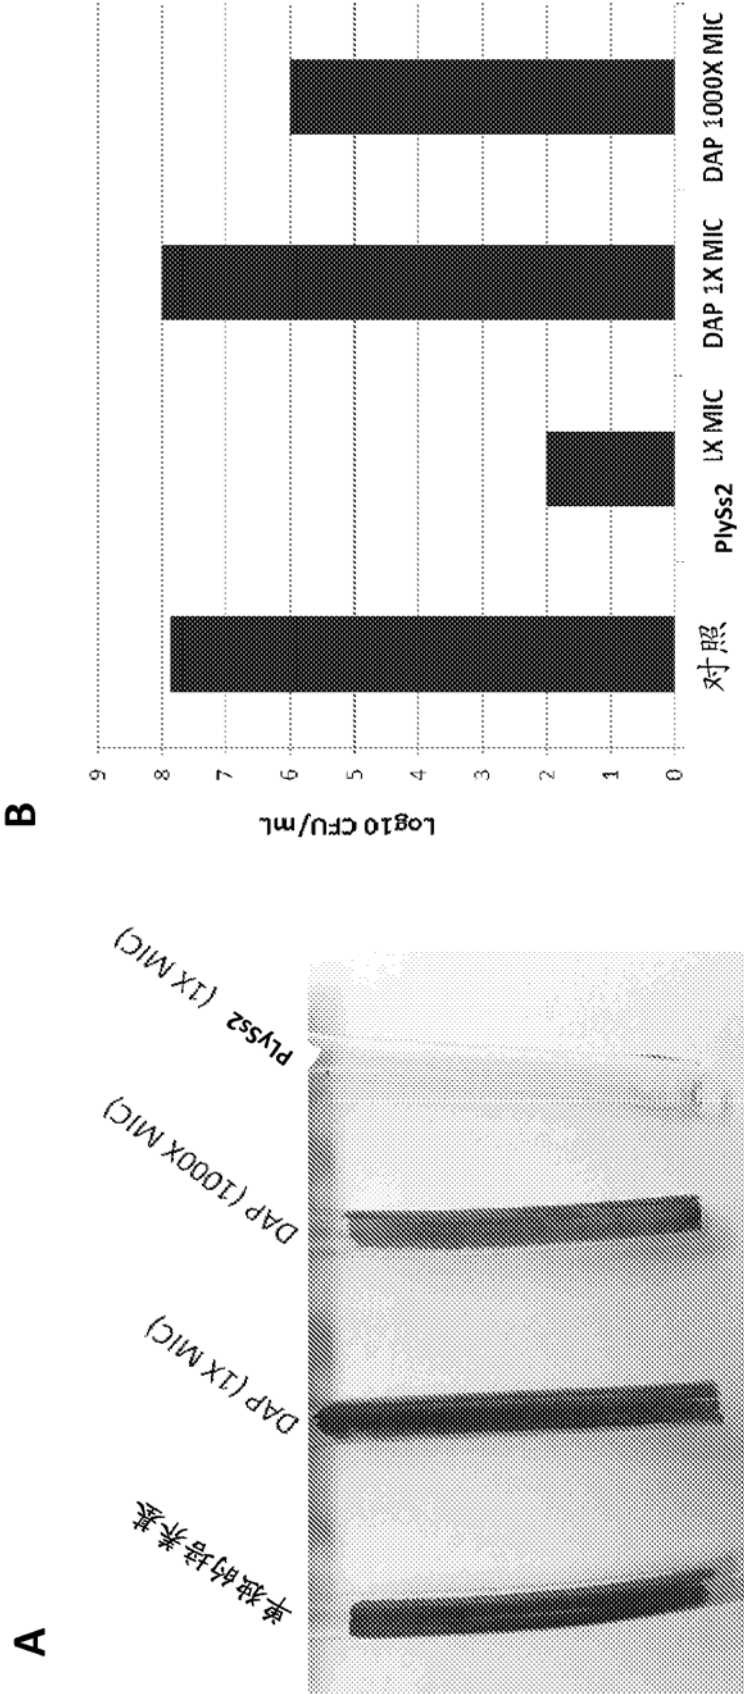 A
单独的培养基
DAP (1X MIC)
DAP (1000X MIC)
PLySs2 (1X MIC)
B
Log10 CFU/mL
9
8
7
6
5
4
3
2
1
0
对照
PlySs2 1X MIC
DAP 1X MIC
DAP 1000X MIC